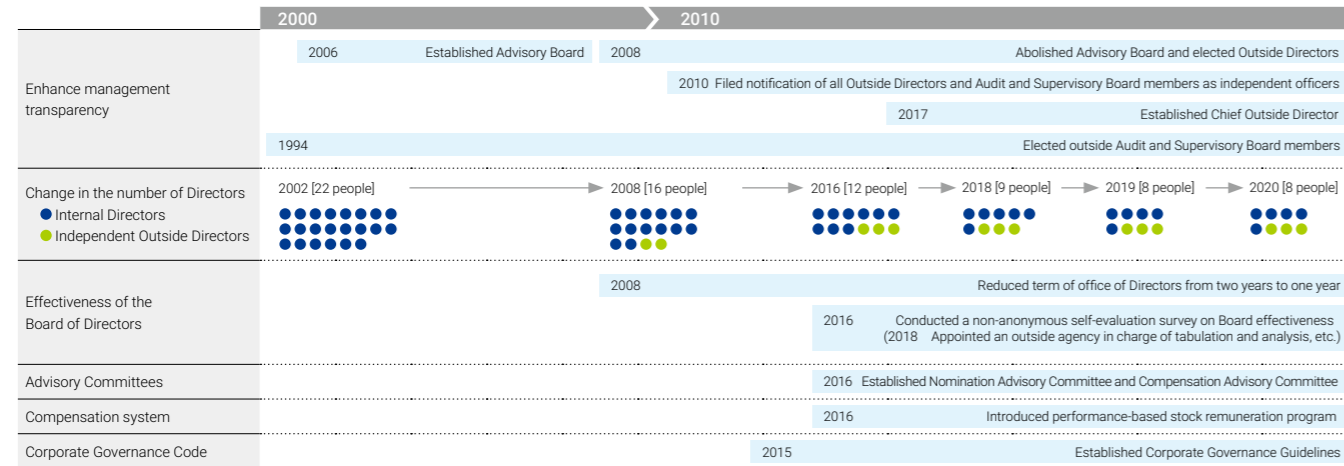 2000 2010
2006 Established Advisory Board 2008 Abolished Advisory Board and elected Outside Directors
2010 Filed notification of all Outside Directors and Audit and Supervisory Board members as independent officers
Enhance management
transparency
2017 Established Chief Outside Director
1994 Elected outside Audit and Supervisory Board members
Change in the number of Directors
Internal Directors
Independent Outside Directors
2002 [22 people] 2008 [16 people] 2016 [12 people] 2018 [9 people] 2019 [8 people] 2020 [8 people]
Effectiveness of the
Board of Directors
2008 Reduced term of office of Directors from two years to one year
2016 Conducted a non-anonymous self-evaluation survey on Board effectiveness
(2018 Appointed an outside agency in charge of tabulation and analysis, etc.)
Advisory Committees 2016 Established Nomination Advisory Committee and Compensation Advisory Committee
Compensation system 2016 Introduced performance-based stock remuneration program
Corporate Governance Code 2015 Established Corporate Governance Guidelines